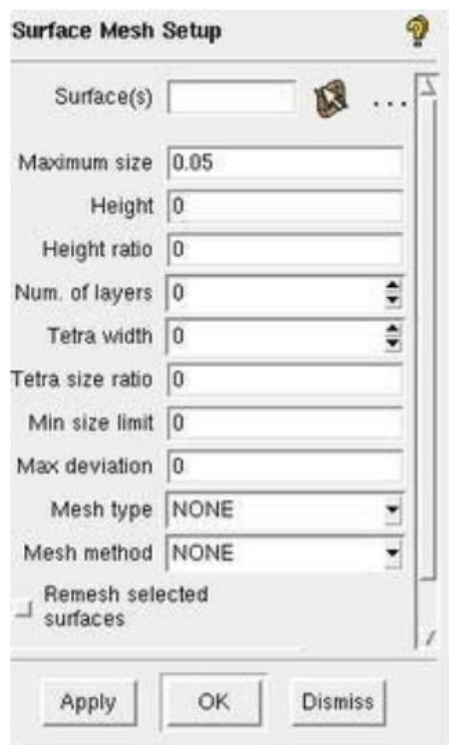 Surface Mesh Setup
Surface(s)
...
Maximum size 0.05
Height 0
Height ratio 0
Num. of layers 0
Tetra width 0
Tetra size ratio 0
Min size limit 0
Max deviation 0
Mesh type NONE
Mesh method NONE
Remesh selected
surfaces
Apply OK Dismiss